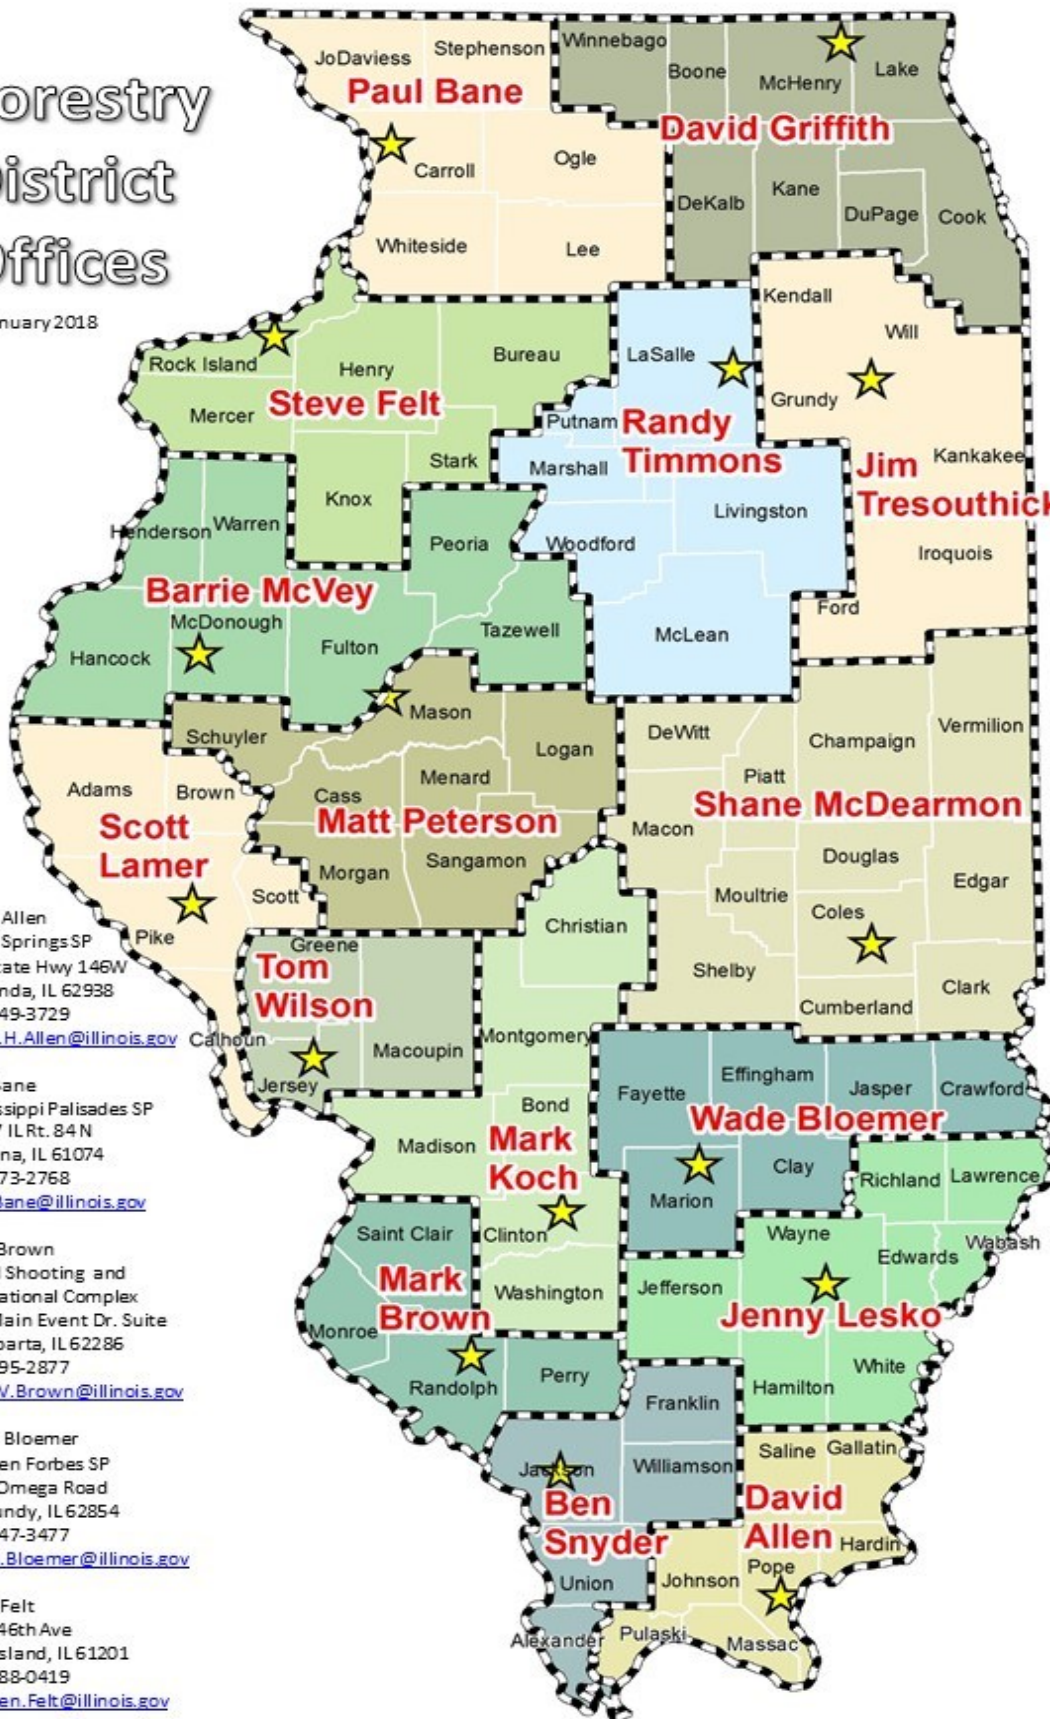 orestry
istrict
ffices
nuary 2018
JoDaviess
Stephenson
Winnebago
Boone
McHenry
Lake
Paul Bane
David Griffith
Carroll
Ogle
DeKalb
Kane
DuPage
Cook
Whiteside
Lee
Kendall
Will
Rock Island
Henry
Bureau
LaSalle
Grundy
Mercer
Steve Felt
Putnam
Randy
Timmons
Stark
Marshall
Jim
Tresouthick
Kankakee
Knox
Livingston
Henderson
Warren
Peoria
Woodford
Iroquois
Barrie McVey
Ford
McDonough
Hancock
Fulton
Tazewell
McLean
Mason
Schuyler
Logan
DeWitt
Champaign
Vermilion
Adams
Brown
Cass
Menard
Piatt
Scott
Lamer
Matt Peterson
Shane McDearmon
Macon
Morgan
Sangamon
Douglas
Edgar
Scott
Moultrie
Coles
Pike
Christian
Greene
Tom
Wilson
Shelby
Clark
Cumberland
Calhoun
Macoupin
Montgomery
Jersey
Fayette
Effingham
Jasper
Crawford
Bond
Wade Bloemer
Madison
Mark
Koch
Marion
Clay
Richland
Lawrence
Saint Clair
Clinton
Wayne
Edwards
Wabash
Mark
Brown
Washington
Jefferson
Jenny Lesko
Monroe
Randolph
Perry
White
Hamilton
Franklin
Saline
Gallatin
Jackson
Williamson
Ben
Snyder
David
Allen
Hardin
Pope
Union
Johnson
Alexander
Pulaski
Massac
Allen
Springs SP
ate Hwy 146W
nda, IL 62938
49-3729
.H.Allen@illinois.gov
ane
ssippi Palisades SP
IL Rt. 84 N
na, IL 61074
73-2768
Bane@illinois.gov
Brown
Shooting and
ational Complex
Main Event Dr. Suite
parta, IL 62286
95-2877
V.Brown@illinois.gov
Bloemer
en Forbes SP
Omega Road
undy, IL 62854
47-3477
.Bloemer@illinois.gov
Felt
46th Ave
sland, IL 61201
88-0419
en.Felt@illinois.gov